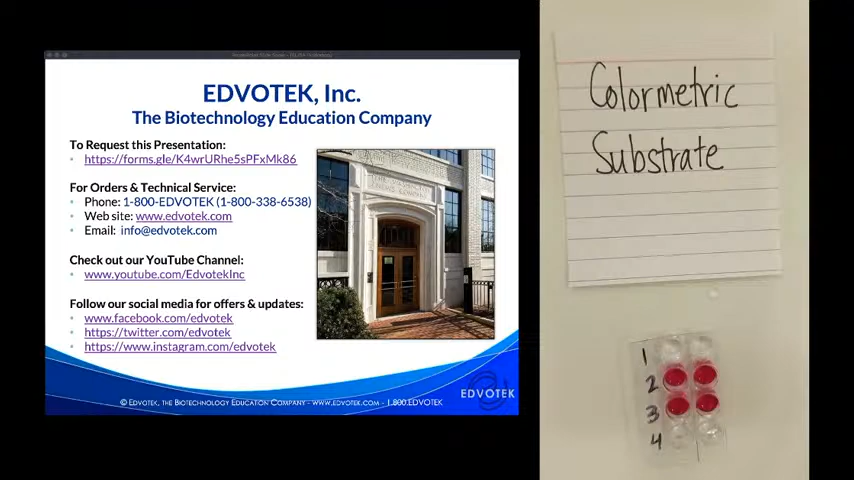 EDVOTEK, Inc.
The Biotechnology Education Company
To Request this Presentation:
• https://forms.gle/K4wrURhe5sPFxMk86
For Orders & Technical Service:
• Phone: 1-800-EDVOTEK (1-800-338-6538)
• Web site: www.edvotek.com
• Email: info@edvotek.com
Check out our YouTube Channel:
• www.youtube.com/EdvotekInc
Follow our social media for offers & updates:
• www.facebook.com/edvotek
• https://twitter.com/edvotek
• https://www.instagram.com/edvotek
© EDVOTEK, THE BIOTECHNOLOGY EDUCATION COMPANY - WWW.EDVOTEK.COM - 1.800.EDVOTEK
EDVOTEK
Colormetric
Substrate
1
2
3
4